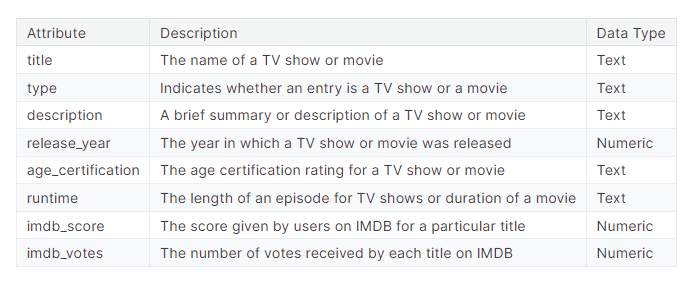 Attribute Description Data Type
title The name of a TV show or movie Text
type Indicates whether an entry is a TV show or a movie Text
description A brief summary or description of a TV show or movie Text
release_year The year in which a TV show or movie was released Numeric
age_certification The age certification rating for a TV show or movie Text
runtime The length of an episode for TV shows or duration of a movie Text
imdb_score The score given by users on IMDB for a particular title Numeric
imdb_votes The number of votes received by each title on IMDB Numeric